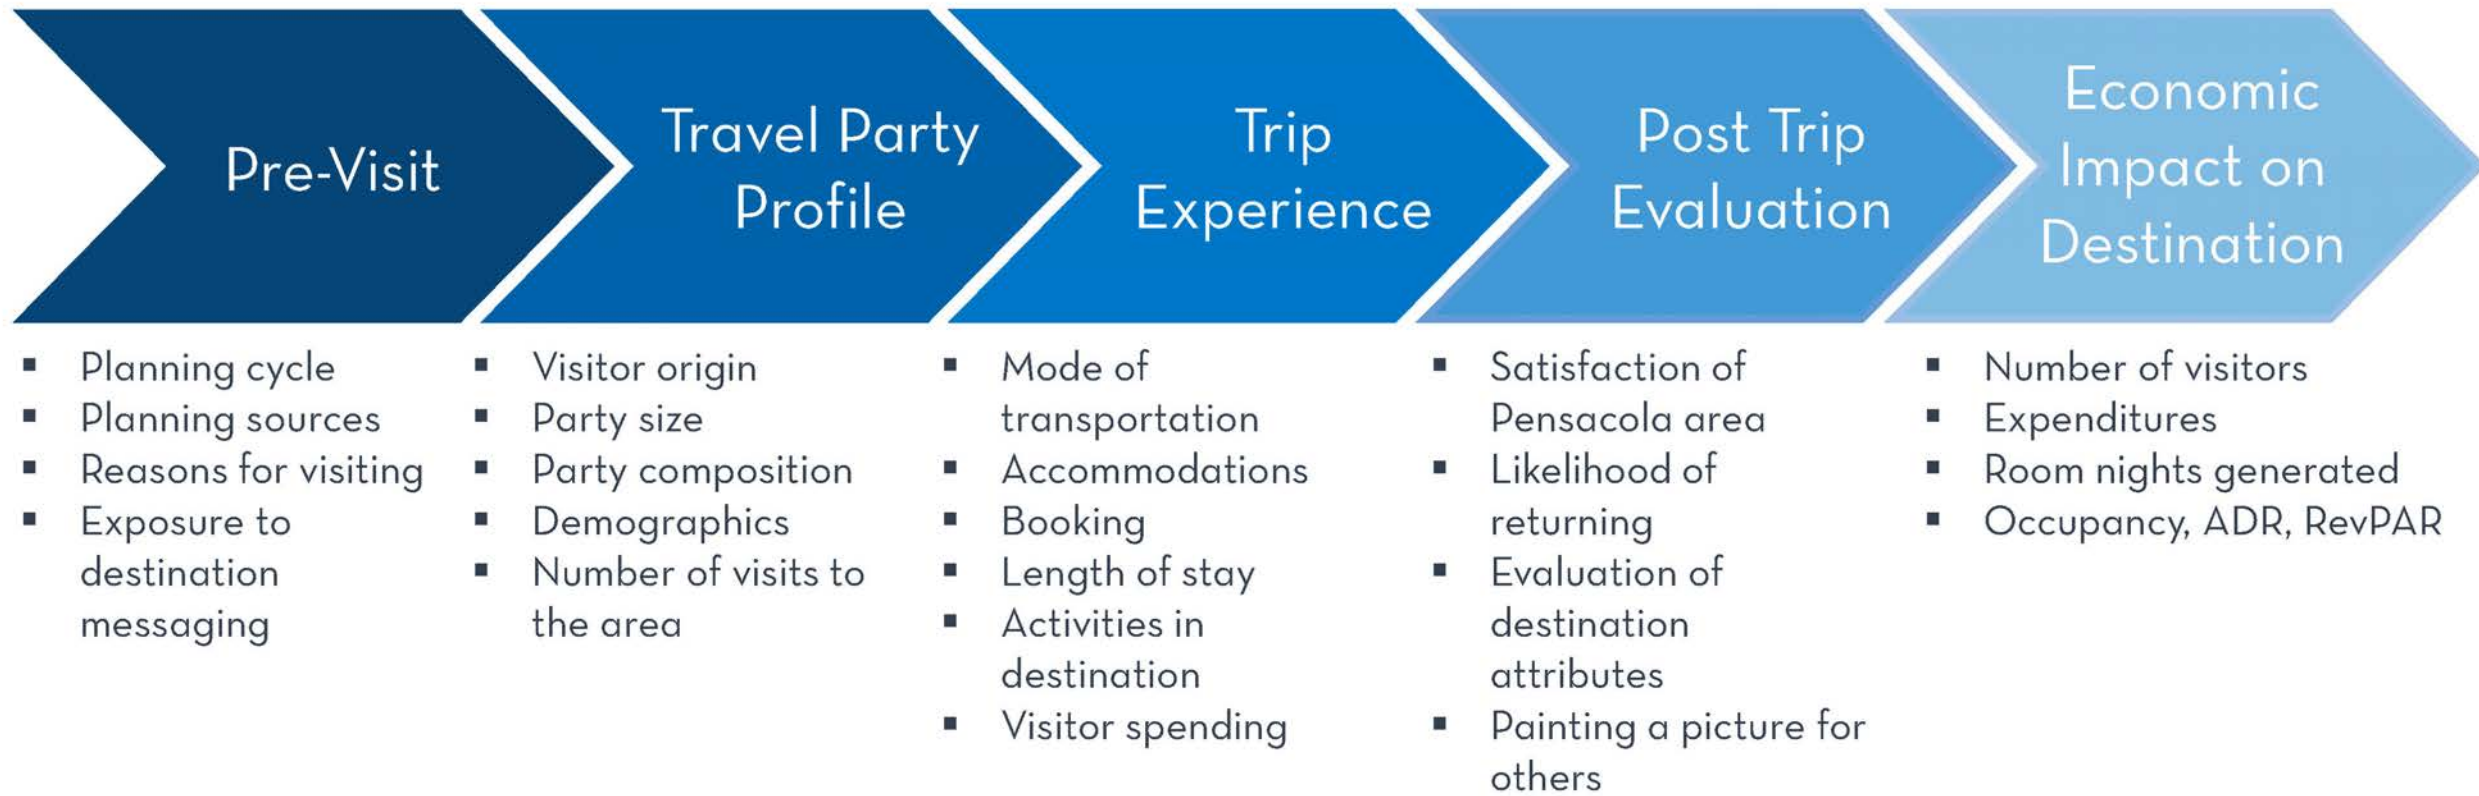 Pre-Visit
Travel Party
Profile
Trip
Experience
Post Trip
Evaluation
Economic
Impact on
Destination
▪ Planning cycle
▪ Planning sources
▪ Reasons for visiting
▪ Exposure to
destination
messaging
▪ Visitor origin
▪ Party size
▪ Party composition
▪ Demographics
▪ Number of visits to
the area
▪ Mode of
transportation
▪ Accommodations
▪ Booking
▪ Length of stay
▪ Activities in
destination
▪ Visitor spending
▪ Satisfaction of
Pensacola area
▪ Likelihood of
returning
▪ Evaluation of
destination
attributes
▪ Painting a picture for
others
▪ Number of visitors
▪ Expenditures
▪ Room nights generated
▪ Occupancy, ADR, RevPAR